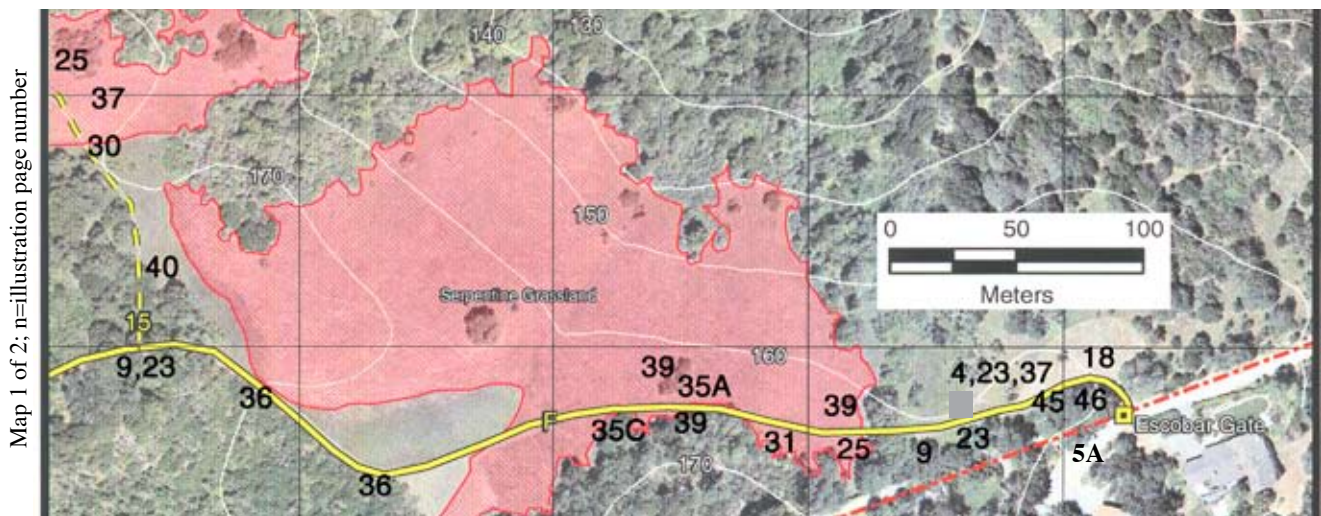 Map 1 of 2; n=illustration page number
140
130
25
37
30
170
150
0 50 100
Meters
40
Serpentine Grassland
15
9,23
160
39
35A
4,23,37
18
36
39
45
46
F
35C
39
31
25
9
23
Escobar Gate
5A
170
36